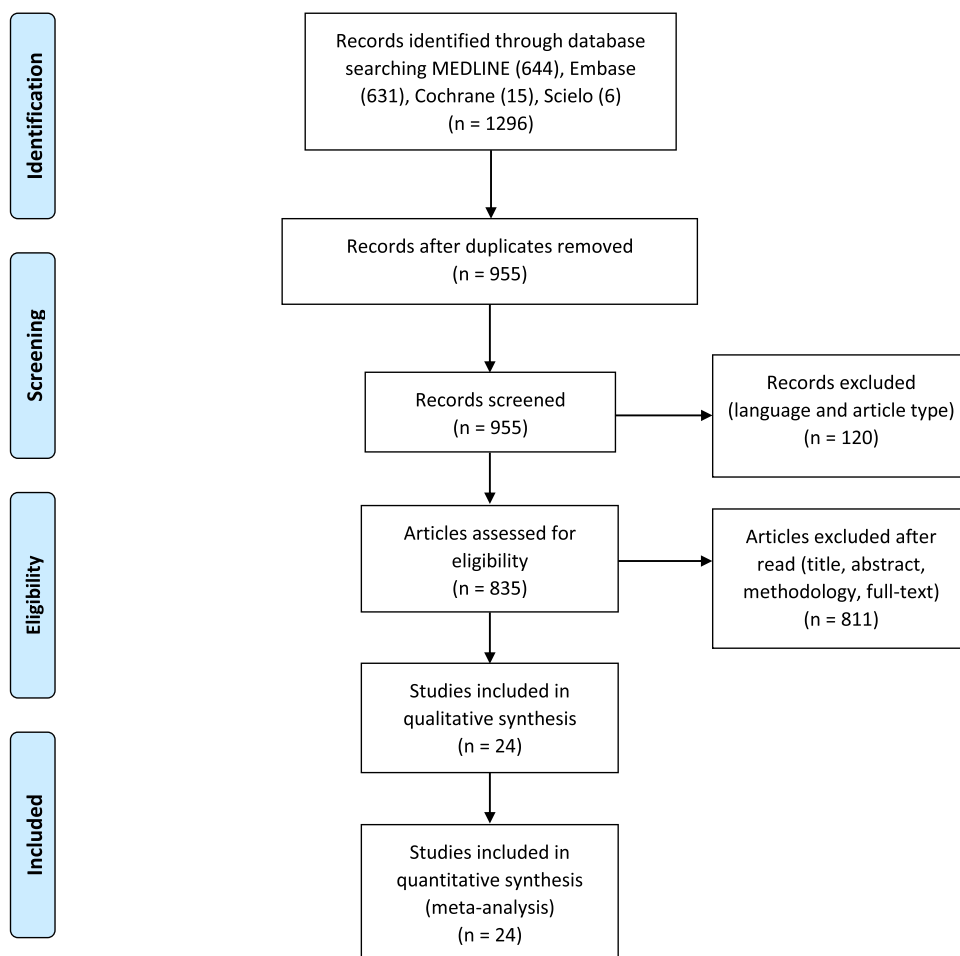 Identification
Records identified through database
searching MEDLINE (644), Embase
(631), Cochrane (15), Scielo (6)
(n = 1296)
Records after duplicates removed
(n = 955)
Screening
Records screened
(n = 955)
Records excluded
(language and article type)
(n = 120)
Eligibility
Articles assessed for
eligibility
(n = 835)
Articles excluded after
read (title, abstract,
methodology, full-text)
(n = 811)
Studies included in
qualitative synthesis
(n = 24)
Included
Studies included in
quantitative synthesis
(meta-analysis)
(n = 24)